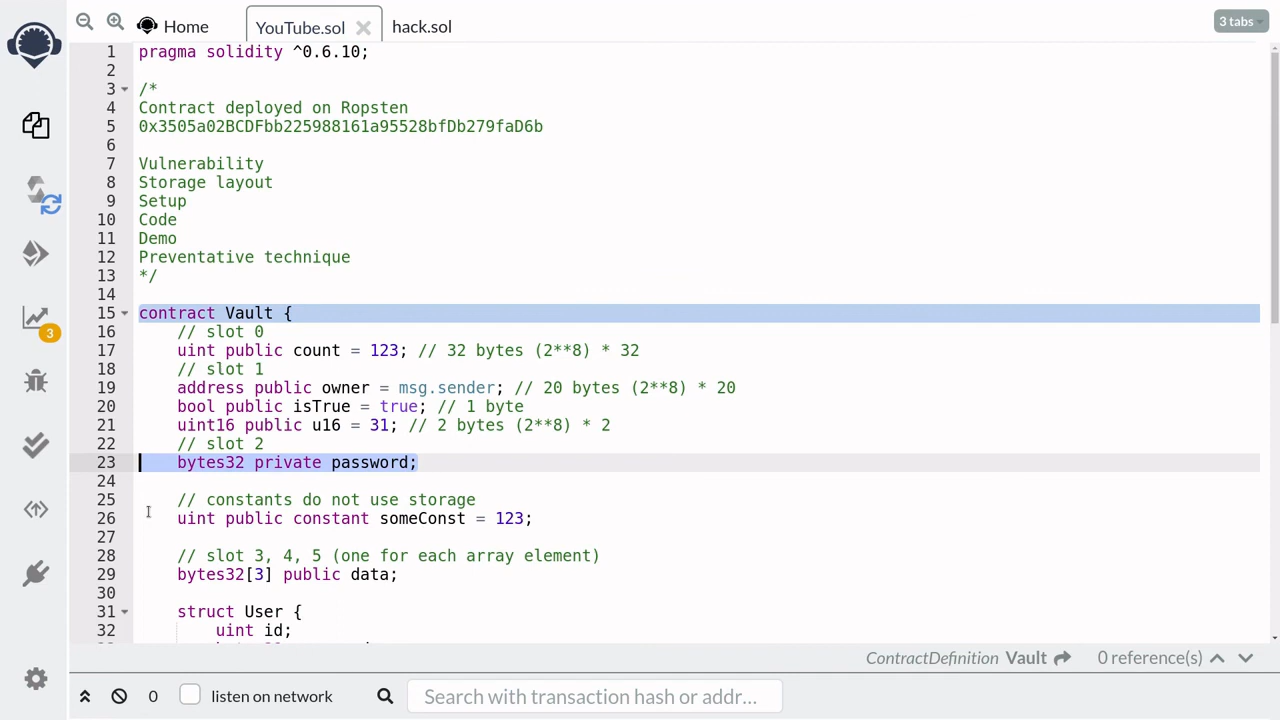 Home
YouTube.sol
hack.sol
3 tabs
1 pragma solidity ^0.6.10;
2
3 /*
4 Contract deployed on Ropsten
5 0x3505a02BCDFbb225988161a95528bfDb279faD6b
6
7 Vulnerability
8 Storage layout
9 Setup
10 Code
11 Demo
12 Preventative technique
13 */
14
15 contract Vault {
16 // slot 0
17 uint public count = 123; // 32 bytes (2**8) * 32
18 // slot 1
19 address public owner = msg.sender; // 20 bytes (2**8) * 20
20 bool public isTrue = true; // 1 byte
21 uint16 public u16 = 31; // 2 bytes (2**8) * 2
22 // slot 2
23 bytes32 private password;
24
25 // constants do not use storage
26 uint public constant someConst = 123;
27
28 // slot 3, 4, 5 (one for each array element)
29 bytes32[3] public data;
30
31 struct User {
32 uint id;
3
ContractDefinition Vault 0 reference(s)
0 listen on network Search with transaction hash or addr...